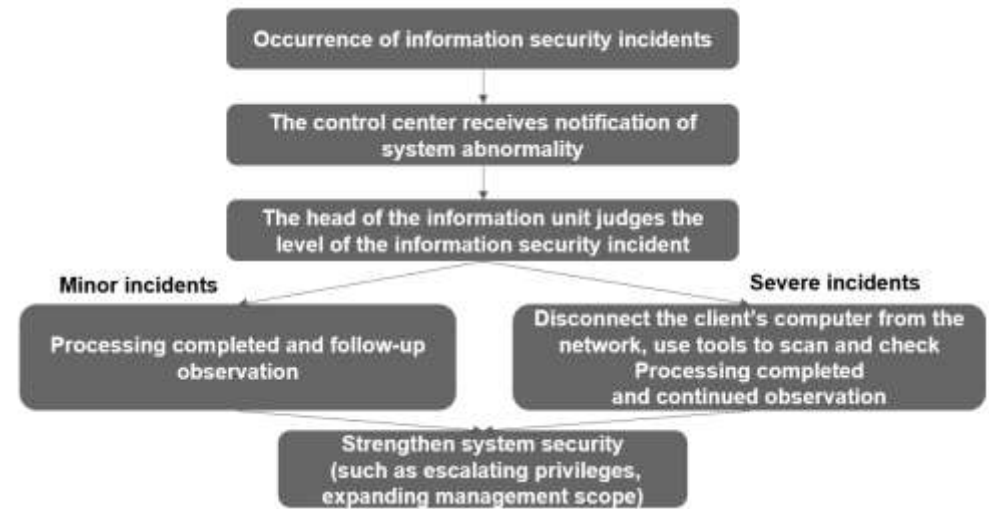 Occurrence of information security incidents
The control center receives notification of
system abnormality
The head of the information unit judges the
level of the information security incident
Minor incidents
Severe incidents
Processing completed and follow-up
observation
Disconnect the client's computer from the
network, use tools to scan and check
Processing completed
and continued observation
Strengthen system security
(such as escalating privileges,
expanding management scope)